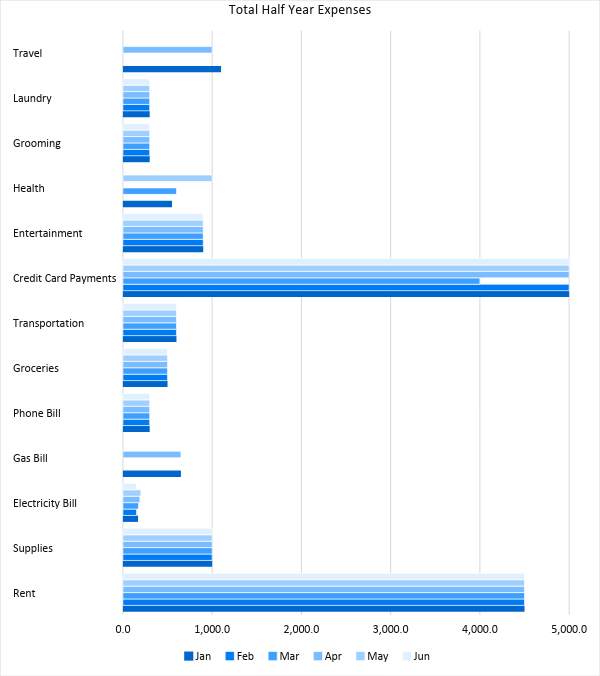 Total Half Year Expenses
Travel
Laundry
Grooming
Health
Entertainment
Credit Card Payments
Transportation
Groceries
Phone Bill
Gas Bill
Electricity Bill
Supplies
Rent
0.0 1,000.0 2,000.0 3,000.0 4,000.0 5,000.0
Jan Feb Mar Apr May Jun